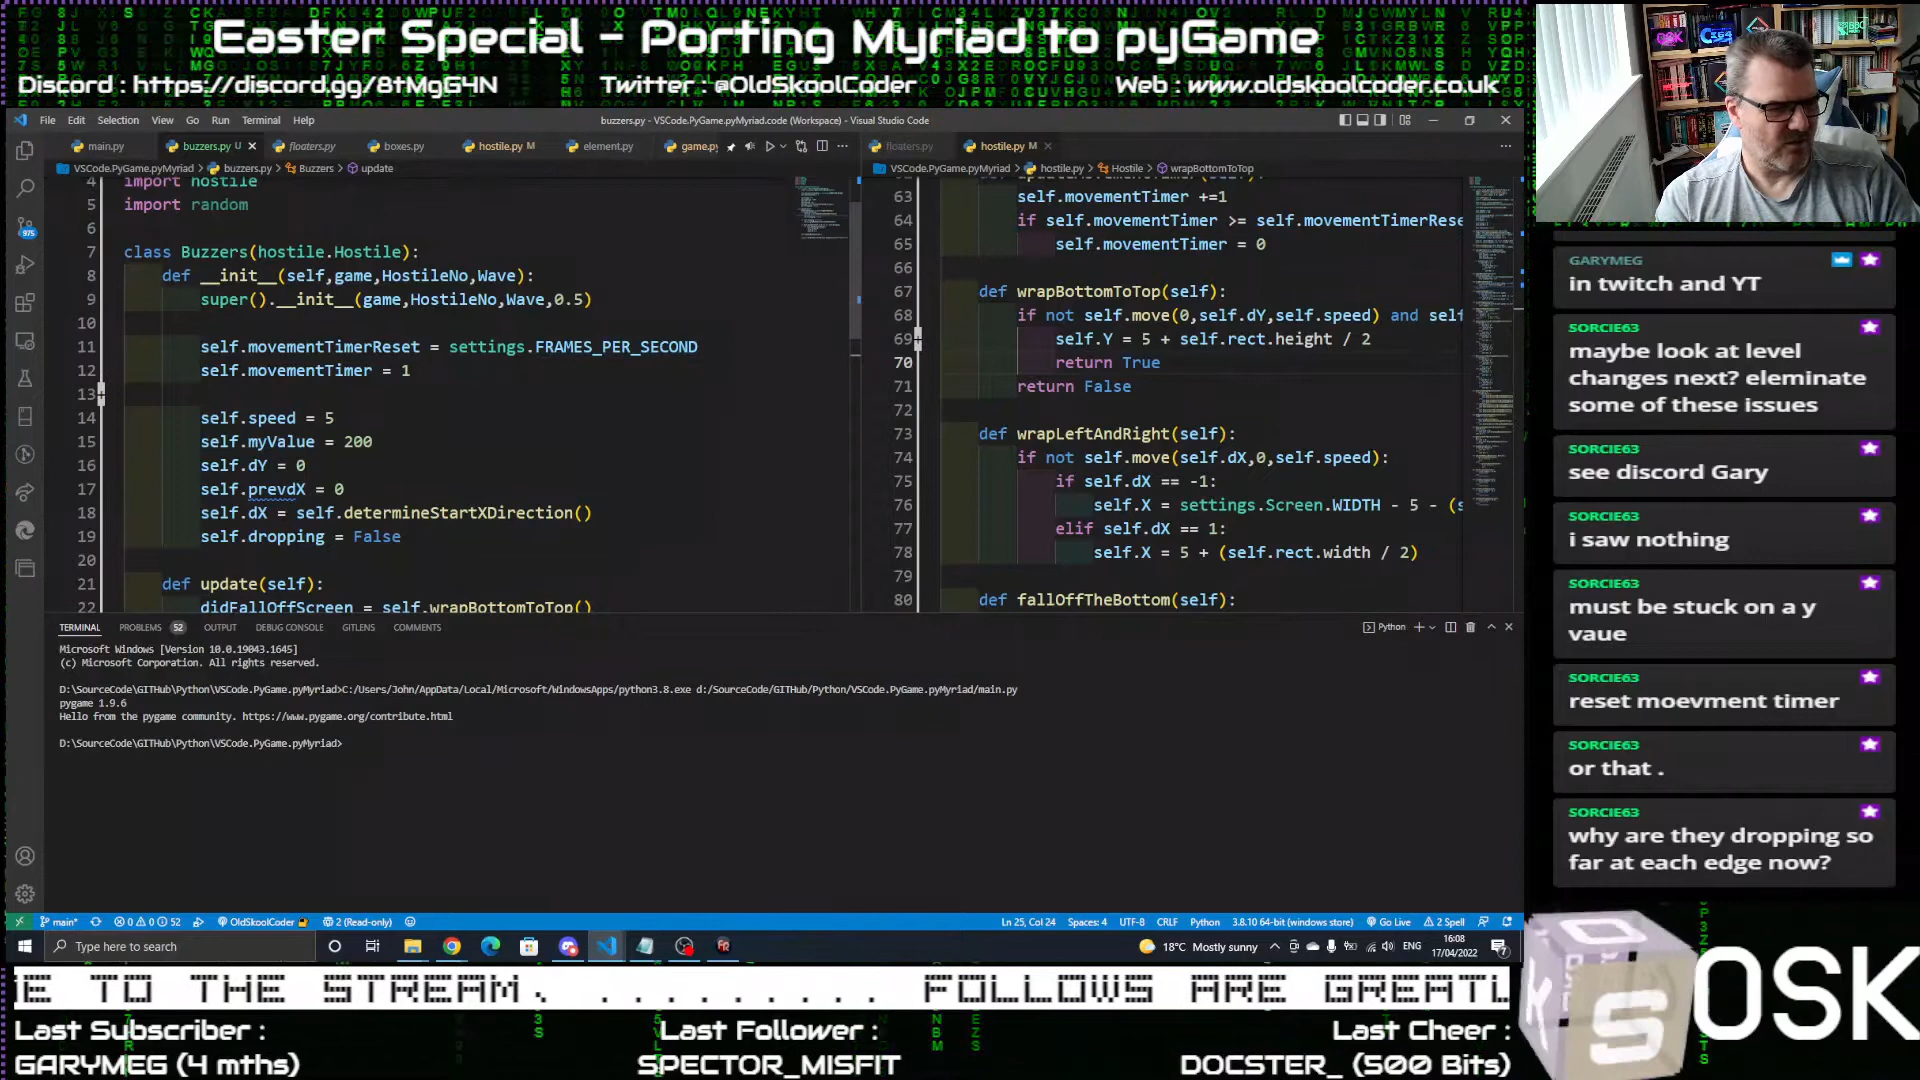 Easter Special - Porting Myriad to pyGame
Discord : https://discord.gg/8tMgG4N
Twitter : @OldSkoolCoder
Web : www.oldskoolcoder.co.uk
File Edit Selection View Go Run Terminal Help
buzzers.py - VSCode.PyGame.pyMyriad.code (Workspace) - Visual Studio Code
main.py
buzzers.py U
floaters.py
boxes.py
hostile.py M
element.py
game.py
VSCode.PyGame.pyMyriad > buzzers.py > Buzzers > update
4 import hostile
5 import random
6
7 class Buzzers(hostile.Hostile):
8 def __init__(self,game,HostileNo,Wave):
9 super().__init__(game,HostileNo,Wave,0.5)
10
11 self.movementTimerReset = settings.FRAMES_PER_SECOND
12 self.movementTimer = 1
13
14 self.speed = 5
15 self.myValue = 200
16 self.dY = 0
17 self.prevdX = 0
18 self.dX = self.determineStartXDirection()
19 self.dropping = False
20
21 def update(self):
22 didFallOffScreen = self.wrapBottomToTop()
floaters.py
hostile.py M
VSCode.PyGame.pyMyriad > hostile.py > Hostile > wrapBottomToTop
63 self.movementTimer +=1
64 if self.movementTimer >= self.movementTimerRese
65 self.movementTimer = 0
66
67 def wrapBottomToTop(self):
68 if not self.move(0,self.dY,self.speed) and self
69 self.Y = 5 + self.rect.height / 2
70 return True
71 return False
72
73 def wrapLeftAndRight(self):
74 if not self.move(self.dX,0,self.speed):
75 if self.dX == -1:
76 self.X = settings.Screen.WIDTH - 5 - (s
77 elif self.dX == 1:
78 self.X = 5 + (self.rect.width / 2)
79
80 def fallOffTheBottom(self):
TERMINAL PROBLEMS 52 OUTPUT DEBUG CONSOLE GITLENS COMMENTS
Python
Microsoft Windows [Version 10.0.19043.1645]
(c) Microsoft Corporation. All rights reserved.
D:\SourceCode\GITHub\Python\VSCode.PyGame.pyMyriad>C:/Users/John/AppData/Local/Microsoft/WindowsApps/python3.8.exe d:/SourceCode/GITHub/Python/VSCode.PyGame.pyMyriad/main.py
pygame 1.9.6
Hello from the pygame community. https://www.pygame.org/contribute.html
D:\SourceCode\GITHub\Python\VSCode.PyGame.pyMyriad>
main* 0 0 52 OldSkoolCoder 2 (Read-only)
Ln 25, Col 24 Spaces: 4 UTF-8 CRLF Python 3.8.10 64-bit (windows store) Go Live 2 Spell
Type here to search
18°C Mostly sunny
ENG
16:08
17/04/2022
GARYMEG
in twitch and YT
SORCIE63
maybe look at level
changes next? eleminate
some of these issues
SORCIE63
see discord Gary
SORCIE63
i saw nothing
SORCIE63
must be stuck on a y
vaue
SORCIE63
reset moevment timer
SORCIE63
or that .
SORCIE63
why are they dropping so
far at each edge now?
E TO THE STREAM, ......... FOLLOWS ARE GREATL
Last Subscriber :
GARYMEG (4 mths)
Last Follower :
SPECTOR_MISFIT
Last Cheer :
DOCSTER_ (500 Bits)
OSK